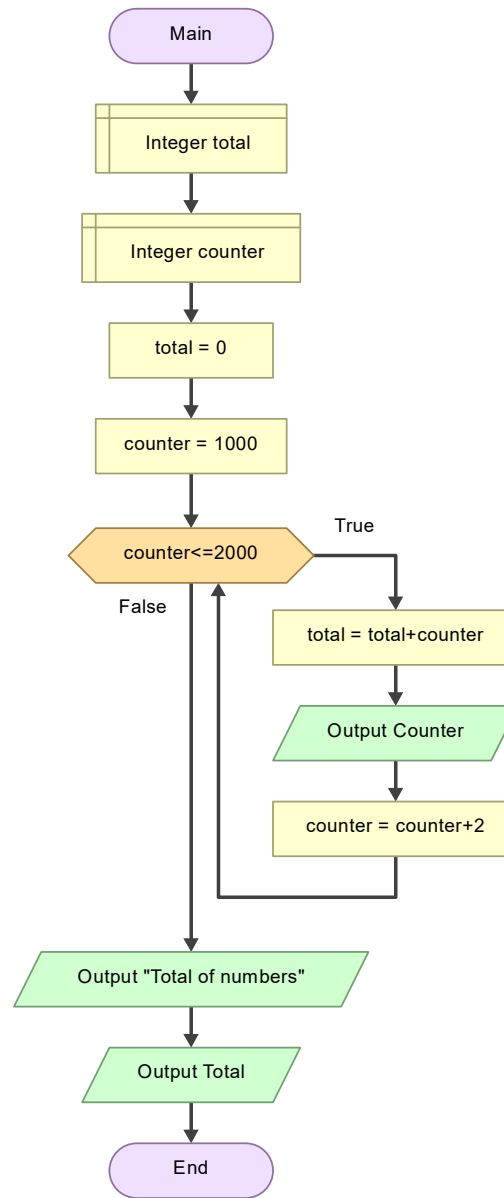 Main
Integer total
Integer counter
total = 0
counter = 1000
counter<=2000
True
False
total = total+counter
Output Counter
counter = counter+2
Output "Total of numbers"
Output Total
End